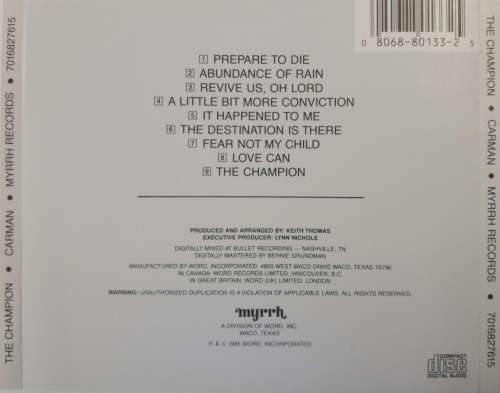 THE CHAMPION • CARMAN • MYRRH RECORDS • 7016827615
0 8068-80133-2 5
1 PREPARE TO DIE
2 ABUNDANCE OF RAIN
3 REVIVE US, OH LORD
4 A LITTLE BIT MORE CONVICTION
5 IT HAPPENED TO ME
6 THE DESTINATION IS THERE
7 FEAR NOT MY CHILD
8 LOVE CAN
9 THE CHAMPION
PRODUCED AND ARRANGED BY: KEITH THOMAS
EXECUTIVE PRODUCER: LYNN NICHOLS
DIGITALLY MIXED AT BULLET RECORDING — NASHVILLE, TN
DIGITALLY MASTERED BY BERNIE GRUNDMAN
MANUFACTURED BY WORD, INCORPORATED, 4800 WEST WACO DRIVE WACO, TEXAS 76796
IN CANADA: WORD RECORDS LIMITED, VANCOUVER, B.C.
IN GREAT BRITAIN: WORD (UK) LIMITED, LONDON
WARNING: UNAUTHORIZED DUPLICATION IS A VIOLATION OF APPLICABLE LAWS. ALL RIGHTS RESERVED.
myrrh
A DIVISION OF WORD, INC.
WACO, TEXAS
℗ & © 1985 WORD, INCORPORATED
COMPACT
disc
DIGITAL AUDIO
THE CHAMPION • CARMAN • MYRRH RECORDS • 7016827615